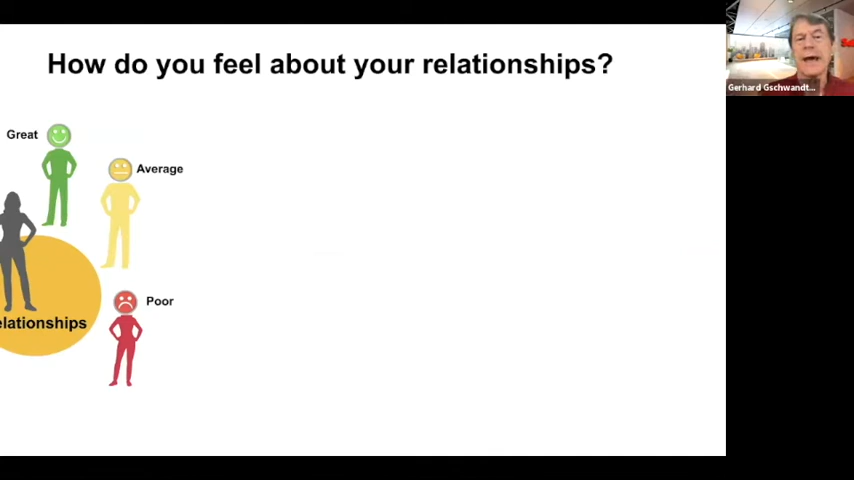 How do you feel about your relationships?
Great
Average
Poor
elationships
Gerhard Gschwandt...